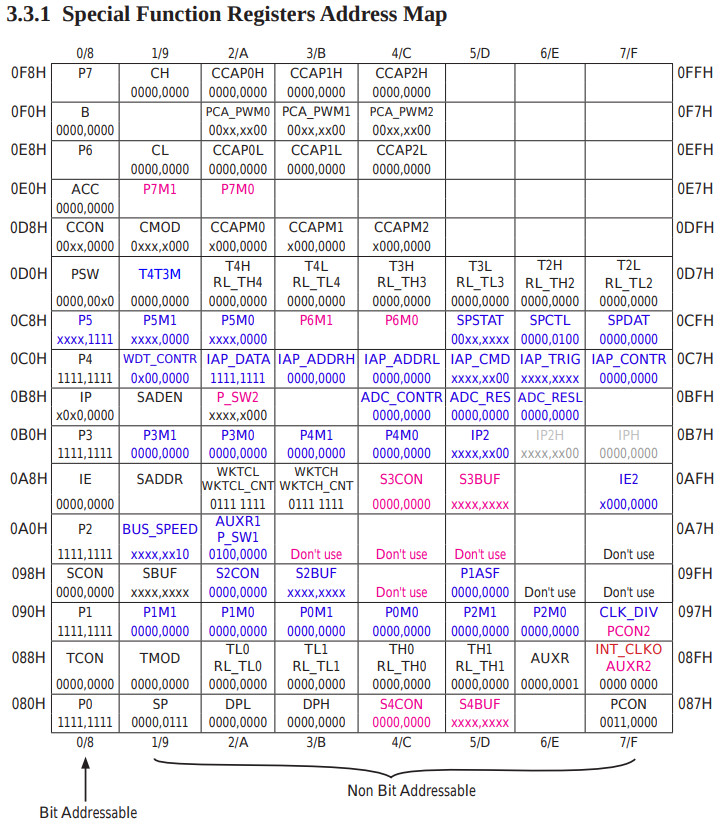 3.3.1 Special Function Registers Address Map
0/8 1/9 2/A 3/B 4/C 5/D 6/E 7/F
0F8H P7 CH CCAP0H CCAP1H CCAP2H 0FFH
0000,0000 0000,0000 0000,0000 0000,0000
0F0H B PCA_PWM0 PCA_PWM1 PCA_PWM2 0F7H
0000,0000 00xx,xx00 00xx,xx00 00xx,xx00
0E8H P6 CL CCAP0L CCAP1L CCAP2L 0EFH
0000,0000 0000,0000 0000,0000 0000,0000
0E0H ACC P7M1 P7M0 0E7H
0000,0000
0D8H CCON CMOD CCAPM0 CCAPM1 CCAPM2 0DFH
00xx,0000 0xxx,x000 x000,0000 x000,0000 x000,0000
0D0H PSW T4T3M T4H T4L T3H T3L T2H T2L 0D7H
RL_TH4 RL_TL4 RL_TH3 RL_TL3 RL_TH2 RL_TL2
0000,00x0 0000,0000 0000,0000 0000,0000 0000,0000 0000,0000 0000,0000 0000,0000
0C8H P5 P5M1 P5M0 P6M1 P6M0 SPSTAT SPCTL SPDAT 0CFH
xxxx,1111 xxxx,0000 xxxx,0000 00xx,xxxx 0000,0100 0000,0000
0C0H P4 WDT_CONTR IAP_DATA IAP_ADDRH IAP_ADDRL IAP_CMD IAP_TRIG IAP_CONTR 0C7H
1111,1111 0x00,0000 1111,1111 0000,0000 0000,0000 xxxx,xx00 xxxx,xxxx 0000,0000
0B8H IP SADEN P_SW2 ADC_CONTR ADC_RES ADC_RESL 0BFH
x0x0,0000 xxxx,x000 0000,0000 0000,0000 0000,0000
0B0H P3 P3M1 P3M0 P4M1 P4M0 IP2 IP2H IPH 0B7H
1111,1111 0000,0000 0000,0000 0000,0000 0000,0000 xxxx,xx00 xxxx,xx00 0000,0000
0A8H IE SADDR WKTCL WKTCH S3CON S3BUF IE2 0AFH
WKTCL_CNT WKTCH_CNT
0000,0000 0111 1111 0111 1111 0000,0000 xxxx,xxxx x000,0000
0A0H P2 BUS_SPEED AUXR1 0A7H
P_SW1
1111,1111 xxxx,xx10 0100,0000 Don't use Don't use Don't use Don't use
098H SCON SBUF S2CON S2BUF P1ASF 09FH
0000,0000 xxxx,xxxx 0000,0000 xxxx,xxxx Don't use 0000,0000 Don't use Don't use
090H P1 P1M1 P1M0 P0M1 P0M0 P2M1 P2M0 CLK_DIV 097H
1111,1111 0000,0000 0000,0000 0000,0000 0000,0000 0000,0000 0000,0000 PCON2
088H TCON TMOD TL0 TL1 TH0 TH1 AUXR INT_CLKO 08FH
RL_TL0 RL_TL1 RL_TH0 RL_TH1 AUXR2
0000,0000 0000,0000 0000,0000 0000,0000 0000,0000 0000,0000 0000,0001 0000 0000
080H P0 SP DPL DPH S4CON S4BUF PCON 087H
1111,1111 0000,0111 0000,0000 0000,0000 0000,0000 xxxx,xxxx 0011,0000
0/8 1/9 2/A 3/B 4/C 5/D 6/E 7/F
Non Bit Addressable
Bit Addressable